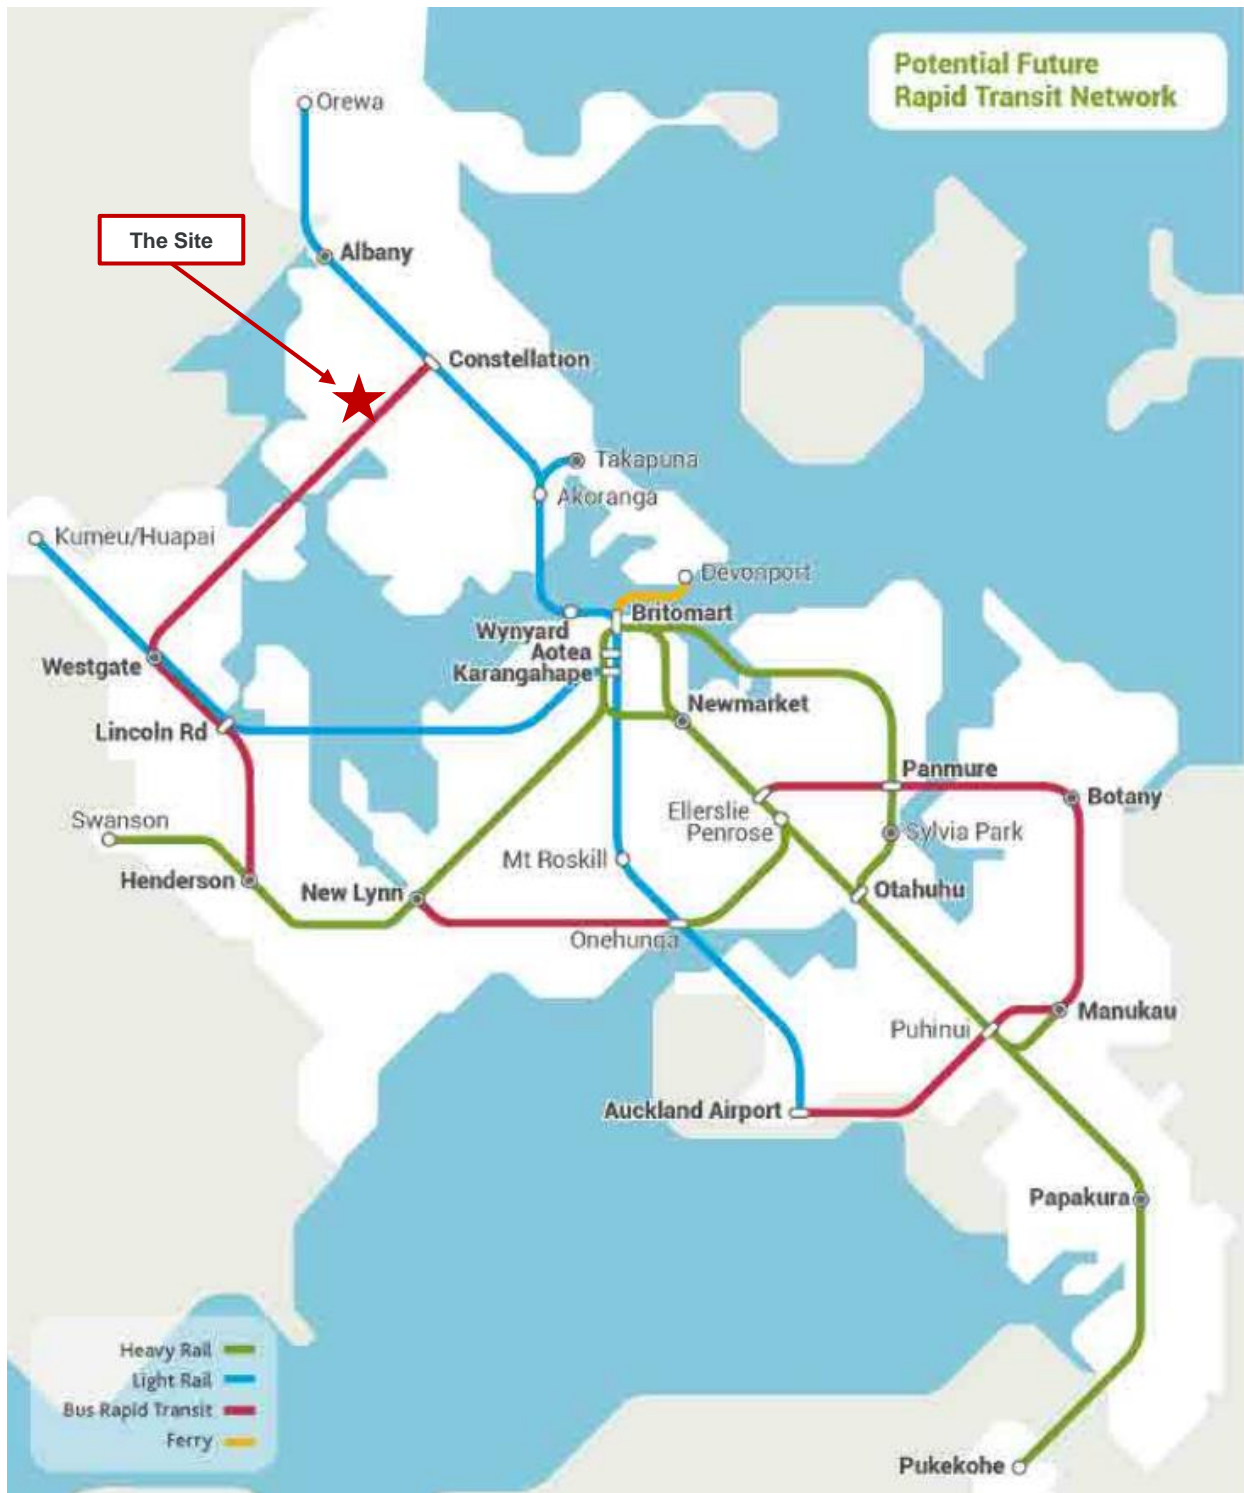 Potential Future
Rapid Transit Network
Orewa
The Site
Albany
Constellation
Takapuna
Akoranga
Kumeu/Huapai
Devonport
Britomart
Wynyard
Aotea
Karangahape
Westgate
Newmarket
Lincoln Rd
Panmure
Botany
Ellerslie
Swanson
Penrose
Sylvia Park
Mt Roskill
Henderson
New Lynn
Otahuhu
Onehunga
Manukau
Puhinui
Auckland Airport
Papakura
Heavy Rail
Light Rail
Bus Rapid Transit
Ferry
Pukekohe